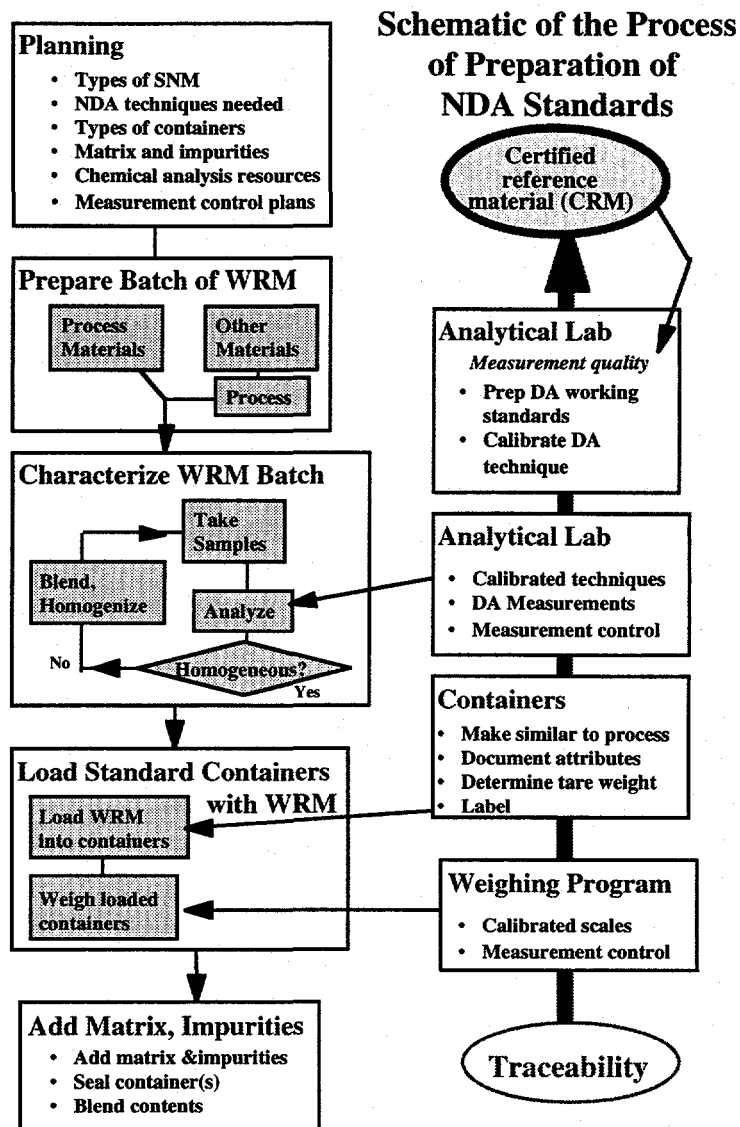 Schematic of the Process
of Preparation of
NDA Standards
Planning
• Types of SNM
• NDA techniques needed
• Types of containers
• Matrix and impurities
• Chemical analysis resources
• Measurement control plans
Prepare Batch of WRM
Process
Materials
Other
Materials
Process
Characterize WRM Batch
Take
Samples
Blend,
Homogenize
Analyze
No
Homogeneous?
Yes
Load Standard Containers
with WRM
Load WRM
into containers
Weigh loaded
containers
Add Matrix, Impurities
• Add matrix &impurities
• Seal container(s)
• Blend contents
Certified
reference
material (CRM)
Analytical Lab
Measurement quality
• Prep DA working
standards
• Calibrate DA
technique
Analytical Lab
• Calibrated techniques
• DA Measurements
• Measurement control
Containers
• Make similar to process
• Document attributes
• Determine tare weight
• Label
Weighing Program
• Calibrated scales
• Measurement control
Traceability